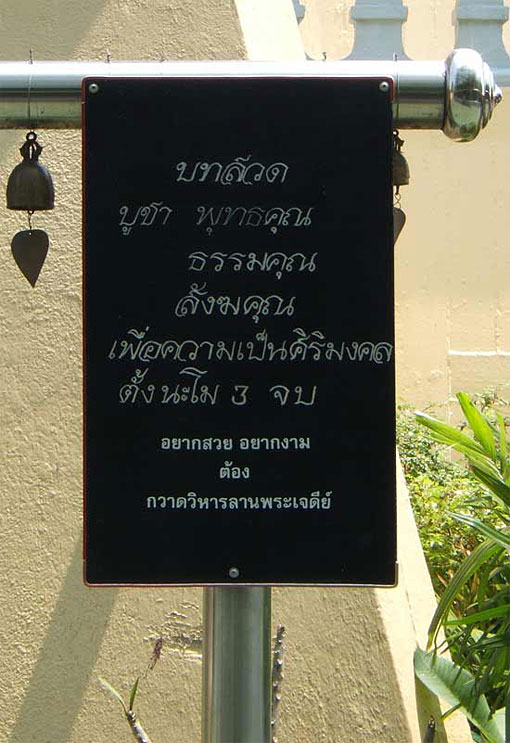 บทสวด
บูชา พุทธคุณ
ธรรมคุณ
สังฆคุณ
เพื่อความเป็นศิริมงคล
ตั้งนะโม 3 จบ
อยากสวย อยากงาม
ต้อง
กวาดวิหารลานพระเจดีย์